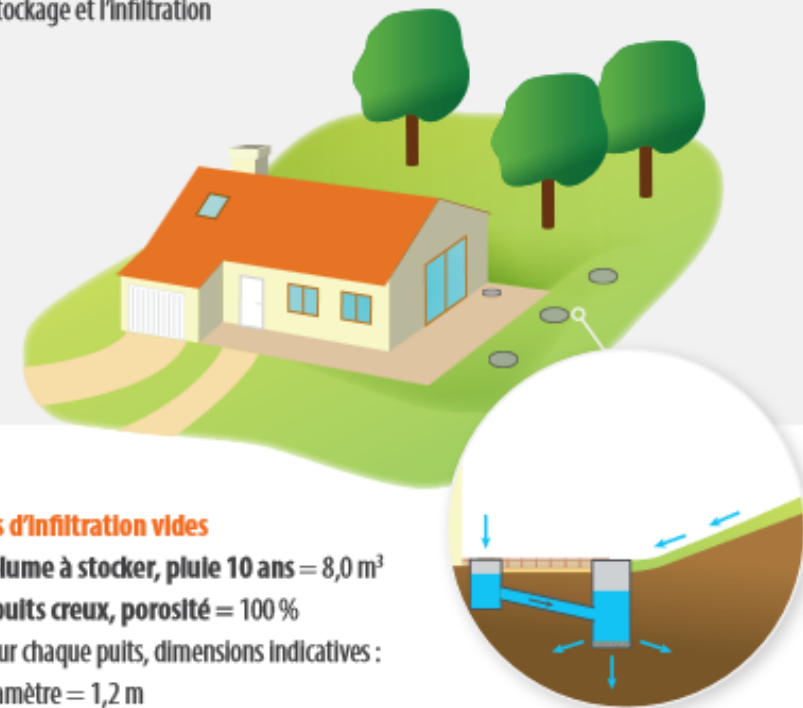 tockage et l'infiltration
s d'infiltration vides
lume à stocker, pluie 10 ans = 8,0 m³
puits creux, porosité = 100 %
ur chaque puits, dimensions indicatives :
amètre = 1,2 m